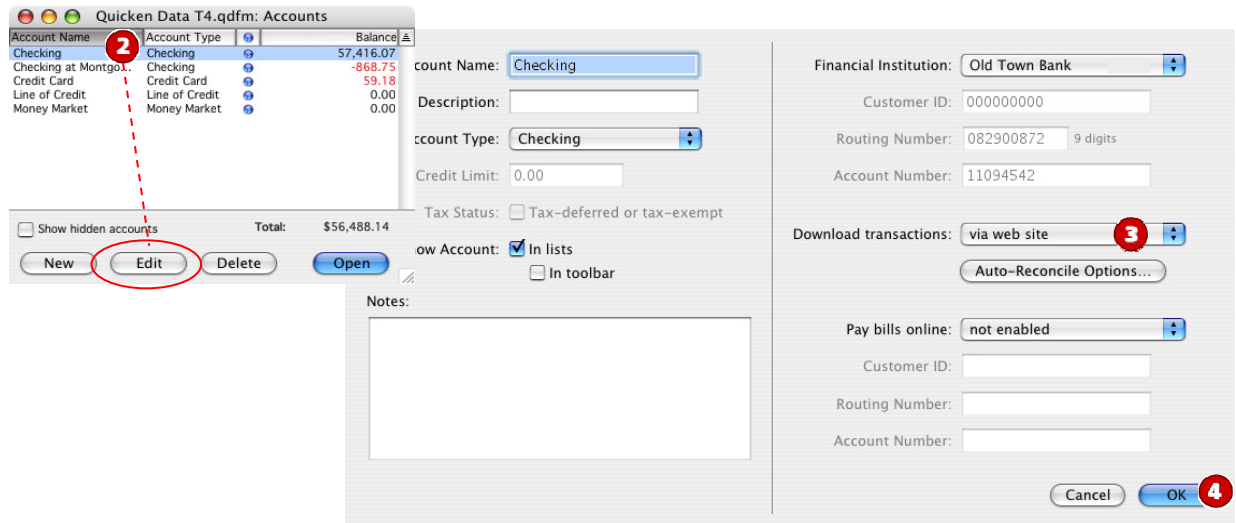 Quicken Data T4.qdfm: Accounts
Account Name Account Type Balance
Checking Checking 57,416.07
Checking at Montgo... Checking -868.75
Credit Card Credit Card 59.18
Line of Credit Line of Credit 0.00
Money Market Money Market 0.00
2
Show hidden accounts Total: $56,488.14
New Edit Delete Open
count Name: Checking
Description:
ccount Type: Checking
Credit Limit: 0.00
Tax Status: Tax-deferred or tax-exempt
ow Account: In lists
In toolbar
Notes:
Financial Institution: Old Town Bank
Customer ID: 000000000
Routing Number: 082900872 9 digits
Account Number: 11094542
Download transactions: via web site 3
Auto-Reconcile Options...
Pay bills online: not enabled
Customer ID:
Routing Number:
Account Number:
Cancel OK 4